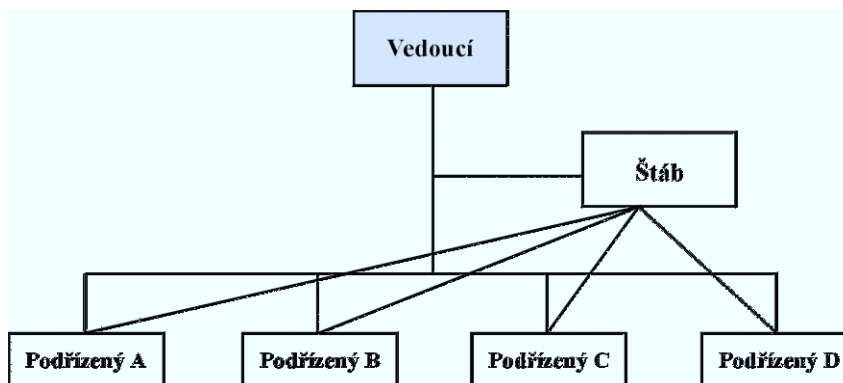 Vedoucí
Štáb
Podřízený A
Podřízený B
Podřízený C
Podřízený D